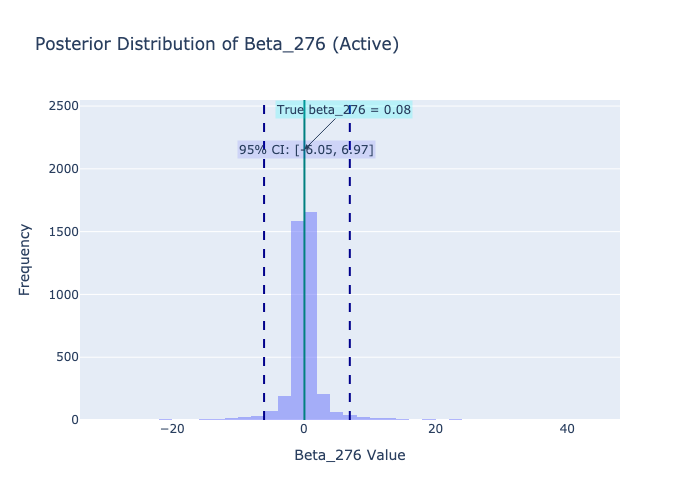 Posterior Distribution of Beta_276 (Active)
2500
True beta_276 = 0.08
95% CI: [-6.05, 6.97]
2000
1500
Frequency
1000
500
0
−20
0
20
40
Beta_276 Value